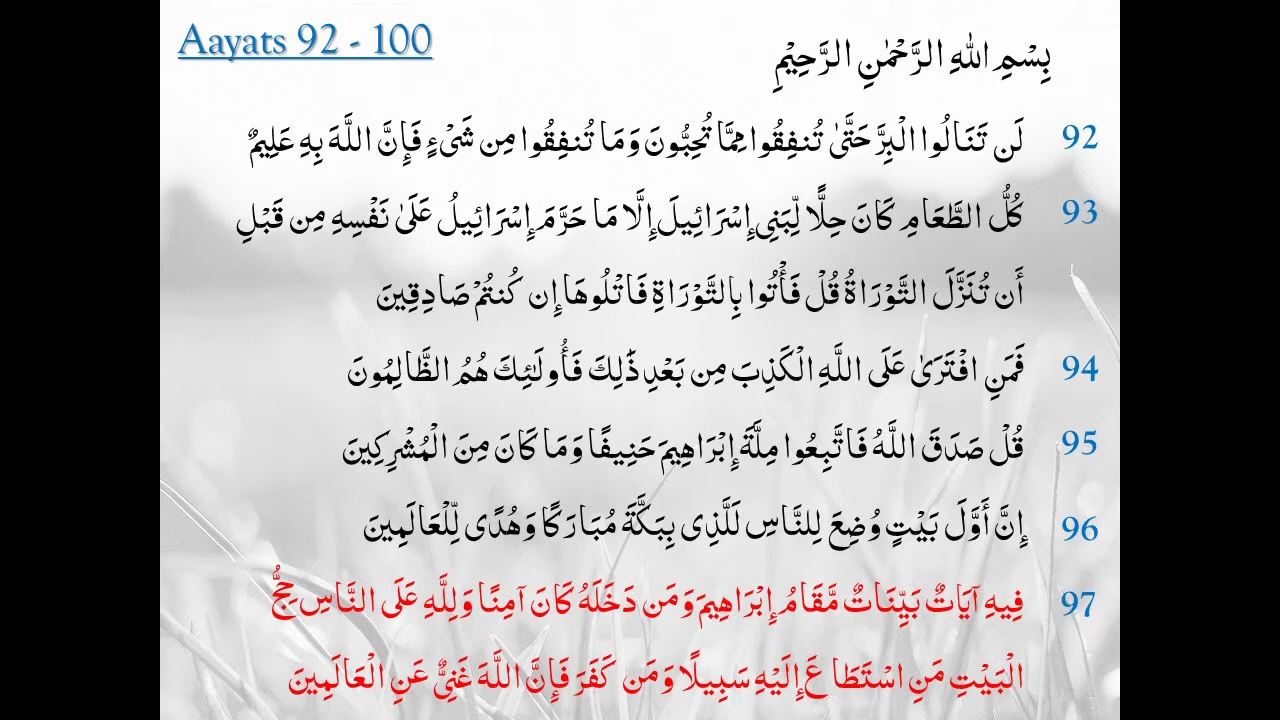 Aayats 92 - 100
بِسْمِ اللهِ الرَّحْمٰنِ الرَّحِيْمِ
92 لَن تَنَالُوا الْبِرَّ حَتَّىٰ تُنفِقُوا مِمَّا تُحِبُّونَ وَمَا تُنفِقُوا مِن شَيْءٍ فَإِنَّ اللَّهَ بِهِ عَلِيمٌ
93 كُلُّ الطَّعَامِ كَانَ حِلًّا لِّبَنِي إِسْرَائِيلَ إِلَّا مَا حَرَّمَ إِسْرَائِيلُ عَلَىٰ نَفْسِهِ مِن قَبْلِ
أَن تُنَزَّلَ التَّوْرَاةُ قُلْ فَأْتُوا بِالتَّوْرَاةِ فَاتْلُوهَا إِن كُنتُمْ صَادِقِينَ
94 فَمَنِ افْتَرَىٰ عَلَى اللَّهِ الْكَذِبَ مِن بَعْدِ ذَٰلِكَ فَأُولَٰئِكَ هُمُ الظَّالِمُونَ
95 قُلْ صَدَقَ اللَّهُ فَاتَّبِعُوا مِلَّةَ إِبْرَاهِيمَ حَنِيفًا وَمَا كَانَ مِنَ الْمُشْرِكِينَ
96 إِنَّ أَوَّلَ بَيْتٍ وُضِعَ لِلنَّاسِ لَلَّذِي بِبَكَّةَ مُبَارَكًا وَهُدًى لِّلْعَالَمِينَ
97 فِيهِ آيَاتٌ بَيِّنَاتٌ مَّقَامُ إِبْرَاهِيمَ وَمَن دَخَلَهُ كَانَ آمِنًا وَلِلَّهِ عَلَى النَّاسِ حِجُّ
الْبَيْتِ مَنِ اسْتَطَاعَ إِلَيْهِ سَبِيلًا وَمَن كَفَرَ فَإِنَّ اللَّهَ غَنِيٌّ عَنِ الْعَالَمِينَ